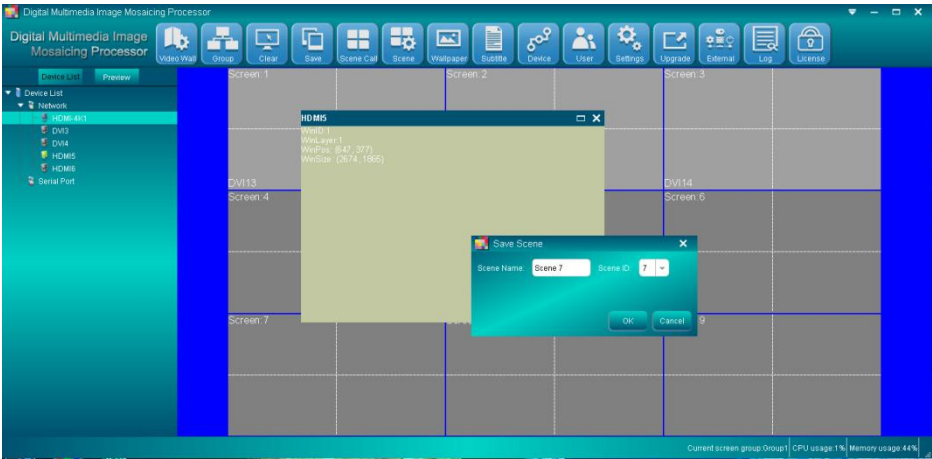 Digital Multimedia Image Mosaicing Processor
Digital Multimedia Image
Mosaicing Processor
Video Wall
Group
Clear
Save
Scene Call
Scene
Wallpaper
Subtitle
Device
User
Settings
Upgrade
External
Log
License
Device List
Preview
Device List
Network
HDMI-4K1
DVI3
DVI4
HDMI5
HDMI6
Serial Port
Screen:1
Screen:2
Screen:3
HDMI5
WinID:1
WinLayer:1
WinPos: (647, 377)
WinSize: (2674, 1865)
DVI13
DVI14
Screen:4
Screen:6
Save Scene
Scene Name:
Scene 7
Scene ID:
7
OK
Cancel
Screen:7
9
Current screen group:Group1
CPU usage:1%
Memory usage:44%